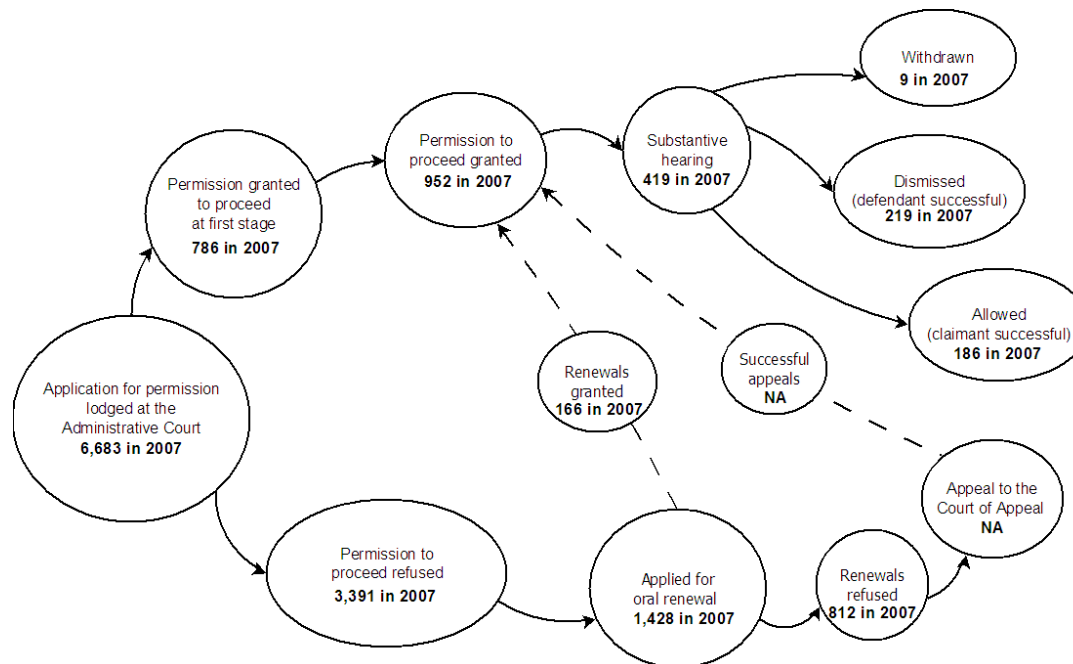 Withdrawn
9 in 2007
Permission to
proceed granted
952 in 2007
Substantive
hearing
419 in 2007
Permission granted
to proceed
at first stage
786 in 2007
Dismissed
(defendant successful)
219 in 2007
Allowed
(claimant successful)
186 in 2007
Application for permission
lodged at the
Administrative Court
6,683 in 2007
Renewals
granted
166 in 2007
Successful
appeals
NA
Appeal to the
Court of Appeal
NA
Permission to
proceed refused
3,391 in 2007
Applied for
oral renewal
1,428 in 2007
Renewals
refused
812 in 2007